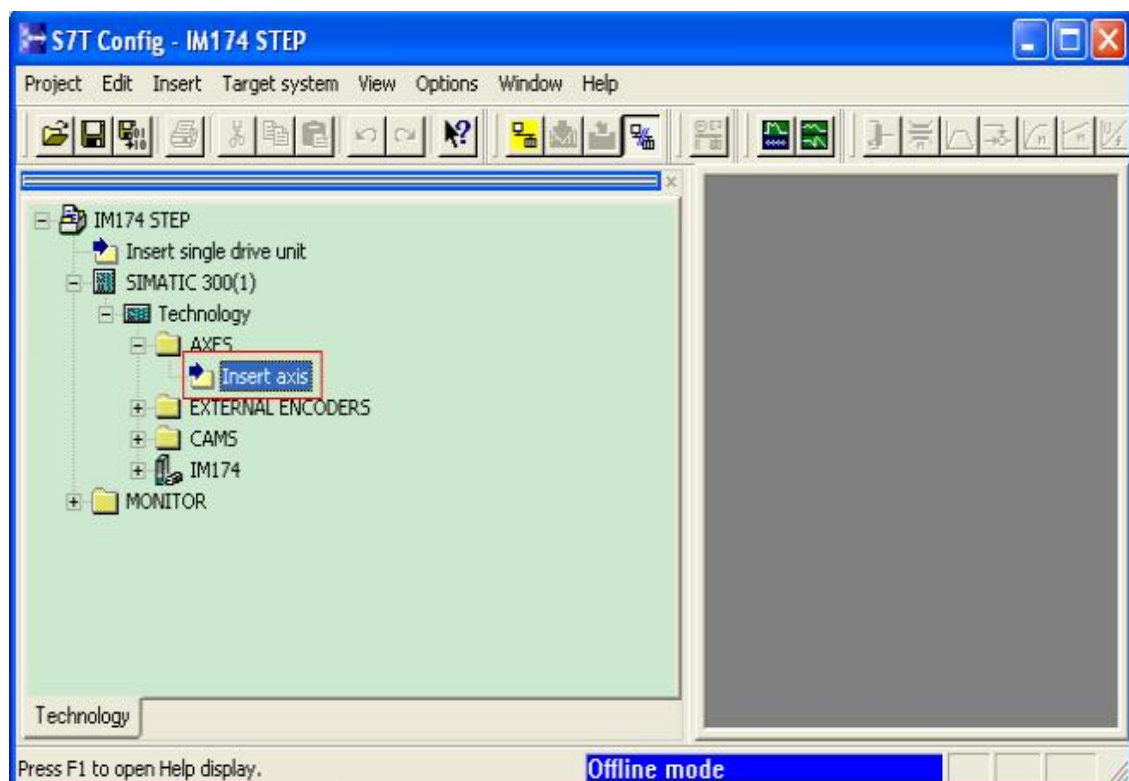 S7T Config - IM174 STEP
Project Edit Insert Target system View Options Window Help
IM174 STEP
Insert single drive unit
SIMATIC 300(1)
Technology
AXES
Insert axis
EXTERNAL ENCODERS
CAMS
IM174
MONITOR
Technology
Press F1 to open Help display.
Offline mode